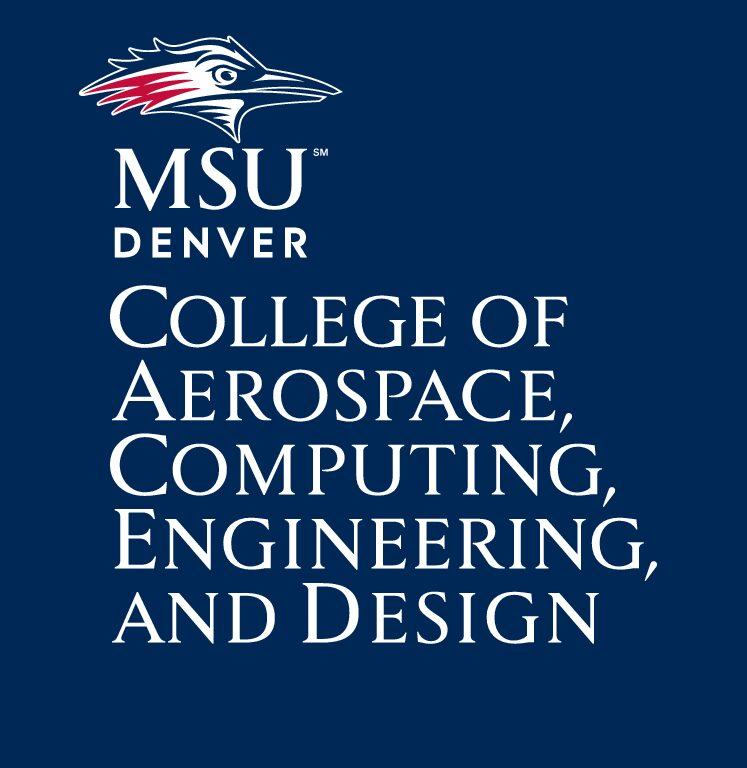 MSU℠
DENVER
COLLEGE OF
AEROSPACE,
COMPUTING,
ENGINEERING,
AND DESIGN